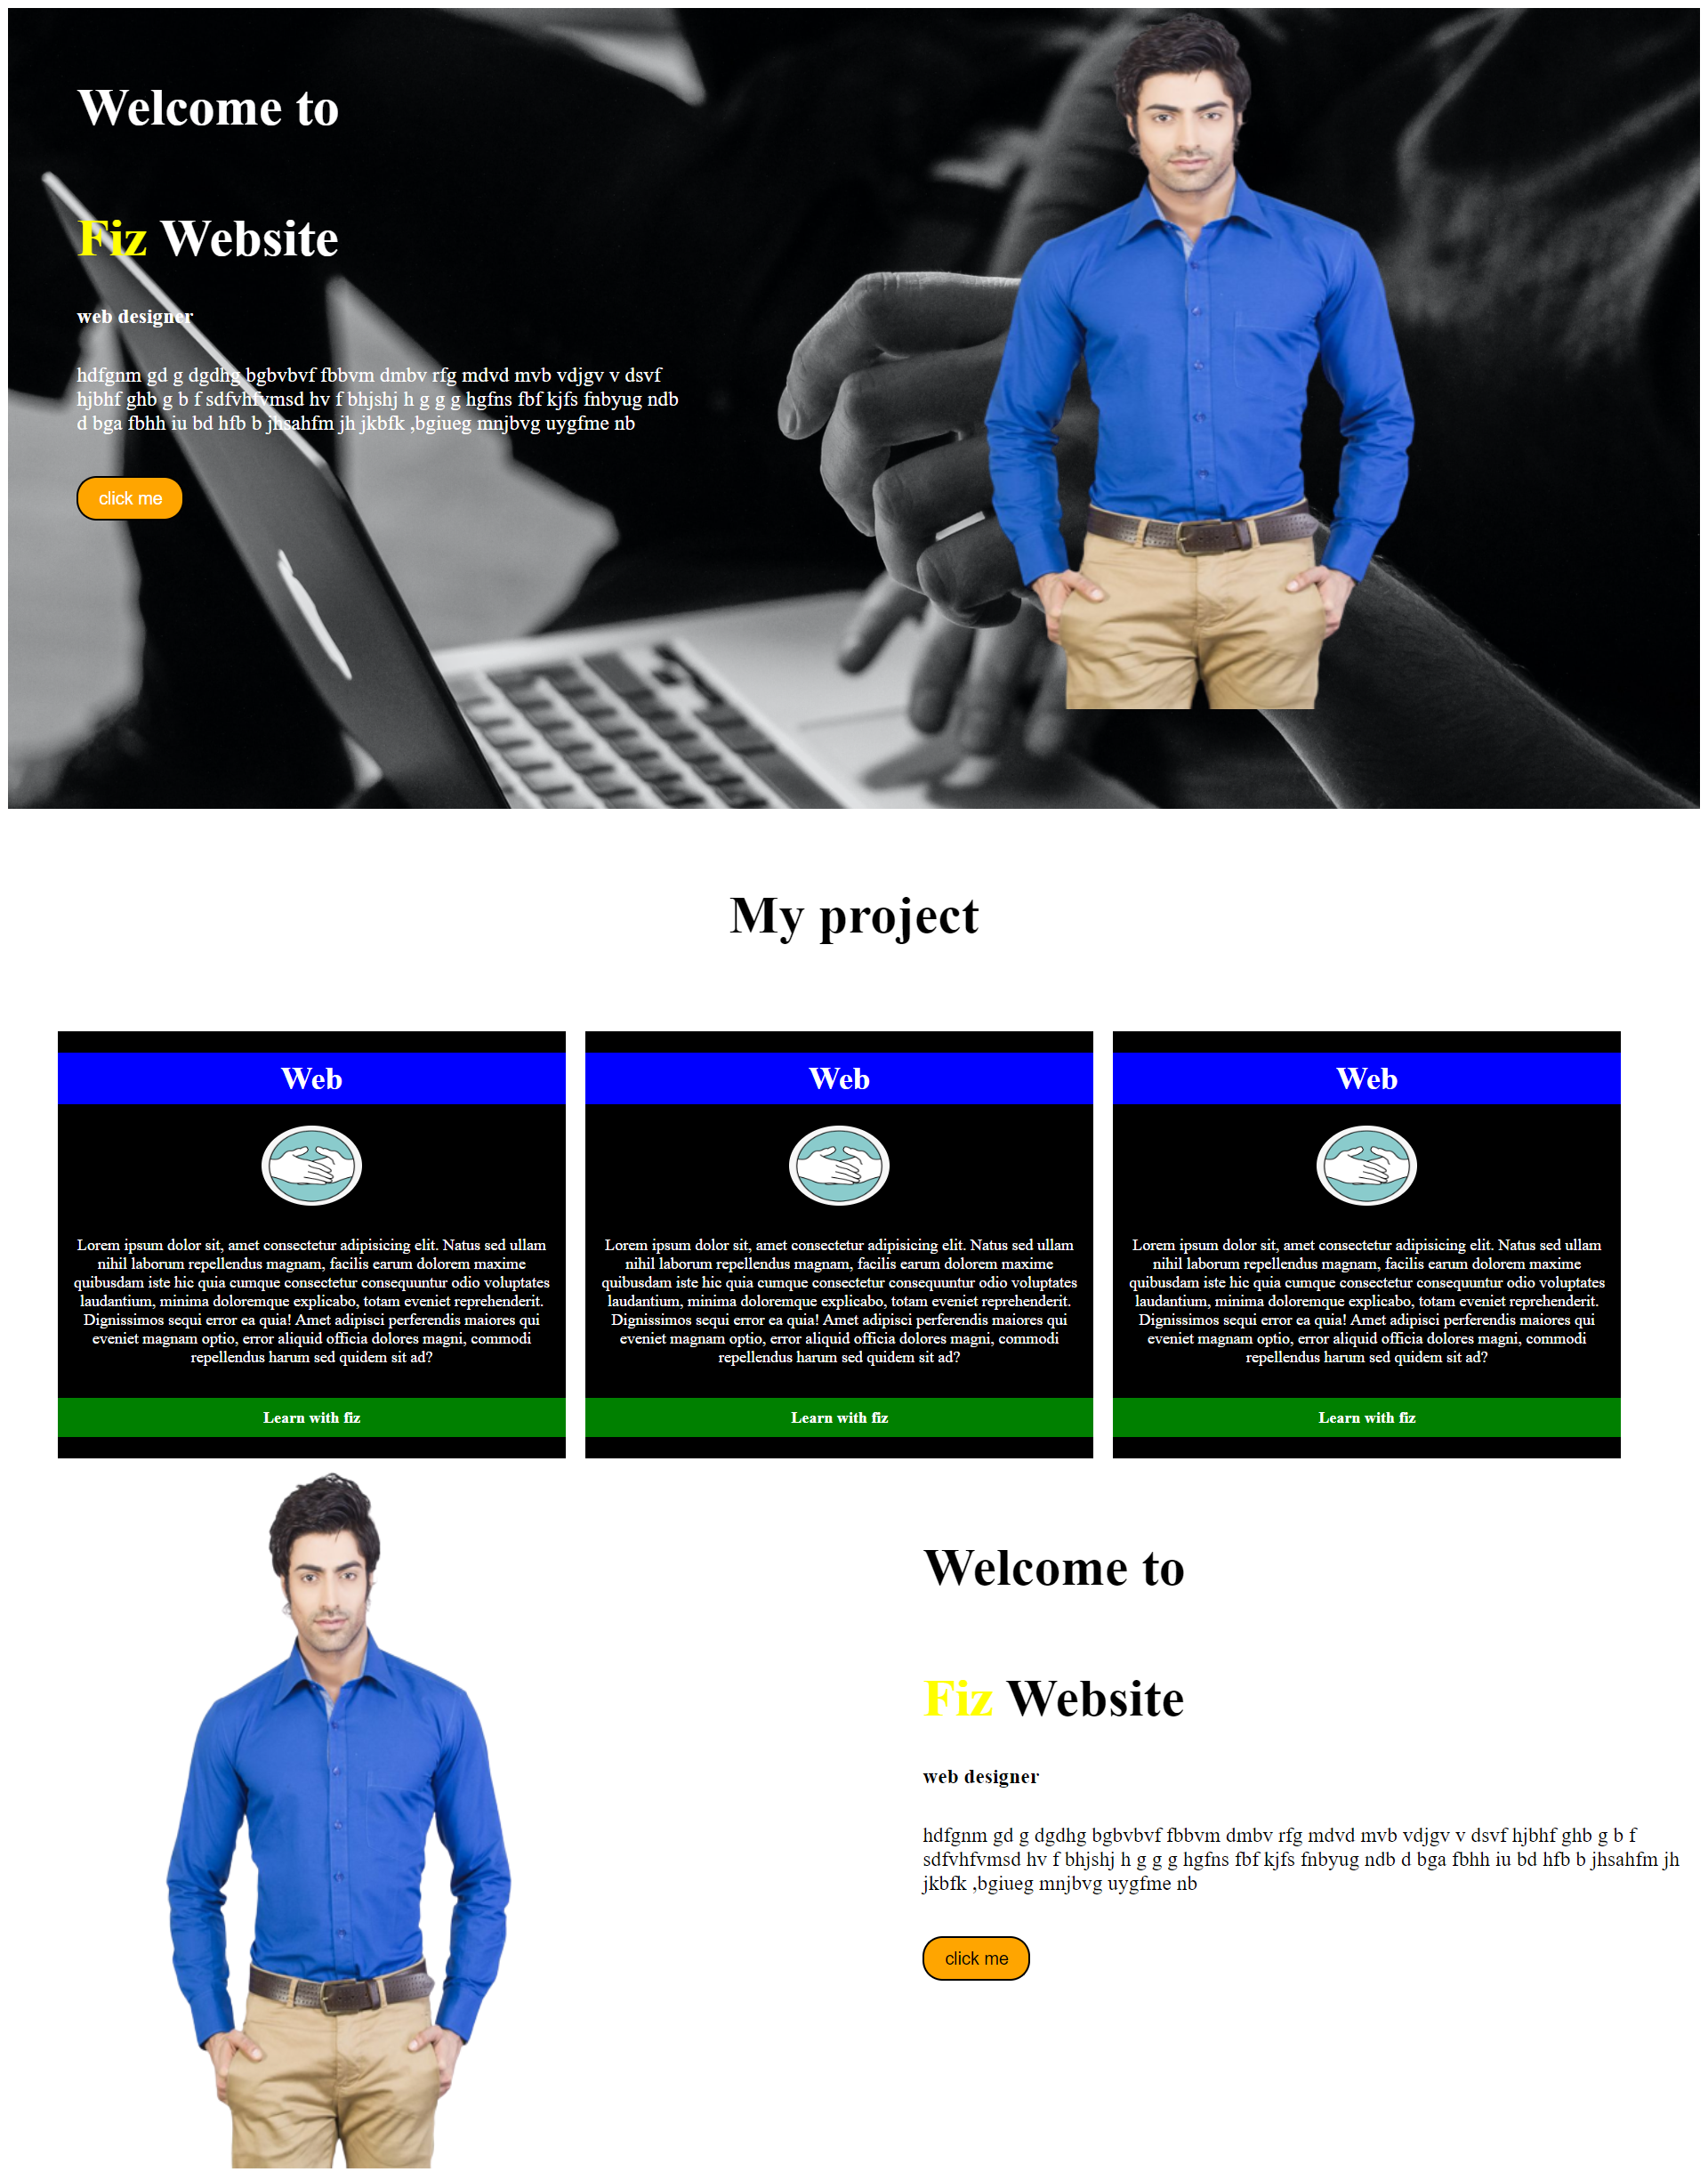 Welcome to
Fiz Website
web designer
hdfgnm gd g dgdhg bgbvbvf fbbvm dmbv rfg mdvd mvb vdjgv v dsvf
hjbhf ghb g b f sdfvhfvmsd hv f bhjshj h g g g hgfns fbf kjfs fnbyug ndb
d bga fbhh iu bd hfb b jhsahfm jh jkbfk ,bgiueg mnjbvg uygfme nb
click me
My project
Web
Lorem ipsum dolor sit, amet consectetur adipisicing elit. Natus sed ullam
nihil laborum repellendus magnam, facilis earum dolorem maxime
quibusdam iste hic quia cumque consectetur consequuntur odio voluptates
laudantium, minima doloremque explicabo, totam eveniet reprehenderit.
Dignissimos sequi error ea quia! Amet adipisci perferendis maiores qui
eveniet magnam optio, error aliquid officia dolores magni, commodi
repellendus harum sed quidem sit ad?
Learn with fiz
Web
Lorem ipsum dolor sit, amet consectetur adipisicing elit. Natus sed ullam
nihil laborum repellendus magnam, facilis earum dolorem maxime
quibusdam iste hic quia cumque consectetur consequuntur odio voluptates
laudantium, minima doloremque explicabo, totam eveniet reprehenderit.
Dignissimos sequi error ea quia! Amet adipisci perferendis maiores qui
eveniet magnam optio, error aliquid officia dolores magni, commodi
repellendus harum sed quidem sit ad?
Learn with fiz
Web
Lorem ipsum dolor sit, amet consectetur adipisicing elit. Natus sed ullam
nihil laborum repellendus magnam, facilis earum dolorem maxime
quibusdam iste hic quia cumque consectetur consequuntur odio voluptates
laudantium, minima doloremque explicabo, totam eveniet reprehenderit.
Dignissimos sequi error ea quia! Amet adipisci perferendis maiores qui
eveniet magnam optio, error aliquid officia dolores magni, commodi
repellendus harum sed quidem sit ad?
Learn with fiz
Welcome to
Fiz Website
web designer
hdfgnm gd g dgdhg bgbvbvf fbbvm dmbv rfg mdvd mvb vdjgv v dsvf hjbhf ghb g b f
sdfvhfvmsd hv f bhjshj h g g g hgfns fbf kjfs fnbyug ndb d bga fbhh iu bd hfb b jhsahfm jh
jkbfk ,bgiueg mnjbvg uygfme nb
click me